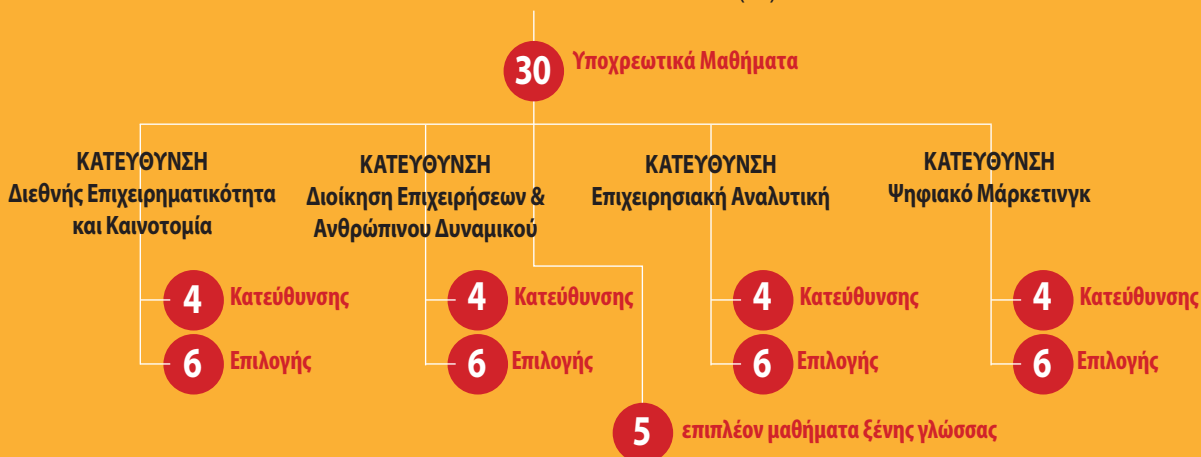 30 Υποχρεωτικά Μαθήματα
ΚΑΤΕΥΘΥΝΣΗ
Διεθνής Επιχειρηματικότητα
και Καινοτομία
4 Κατεύθυνσης
6 Επιλογής
ΚΑΤΕΥΘΥΝΣΗ
Διοίκηση Επιχειρήσεων &
Ανθρώπινου Δυναμικού
4 Κατεύθυνσης
6 Επιλογής
ΚΑΤΕΥΘΥΝΣΗ
Επιχειρησιακή Αναλυτική
4 Κατεύθυνσης
6 Επιλογής
ΚΑΤΕΥΘΥΝΣΗ
Ψηφιακό Μάρκετινγκ
4 Κατεύθυνσης
6 Επιλογής
5 επιπλέον μαθήματα ξένης γλώσσας